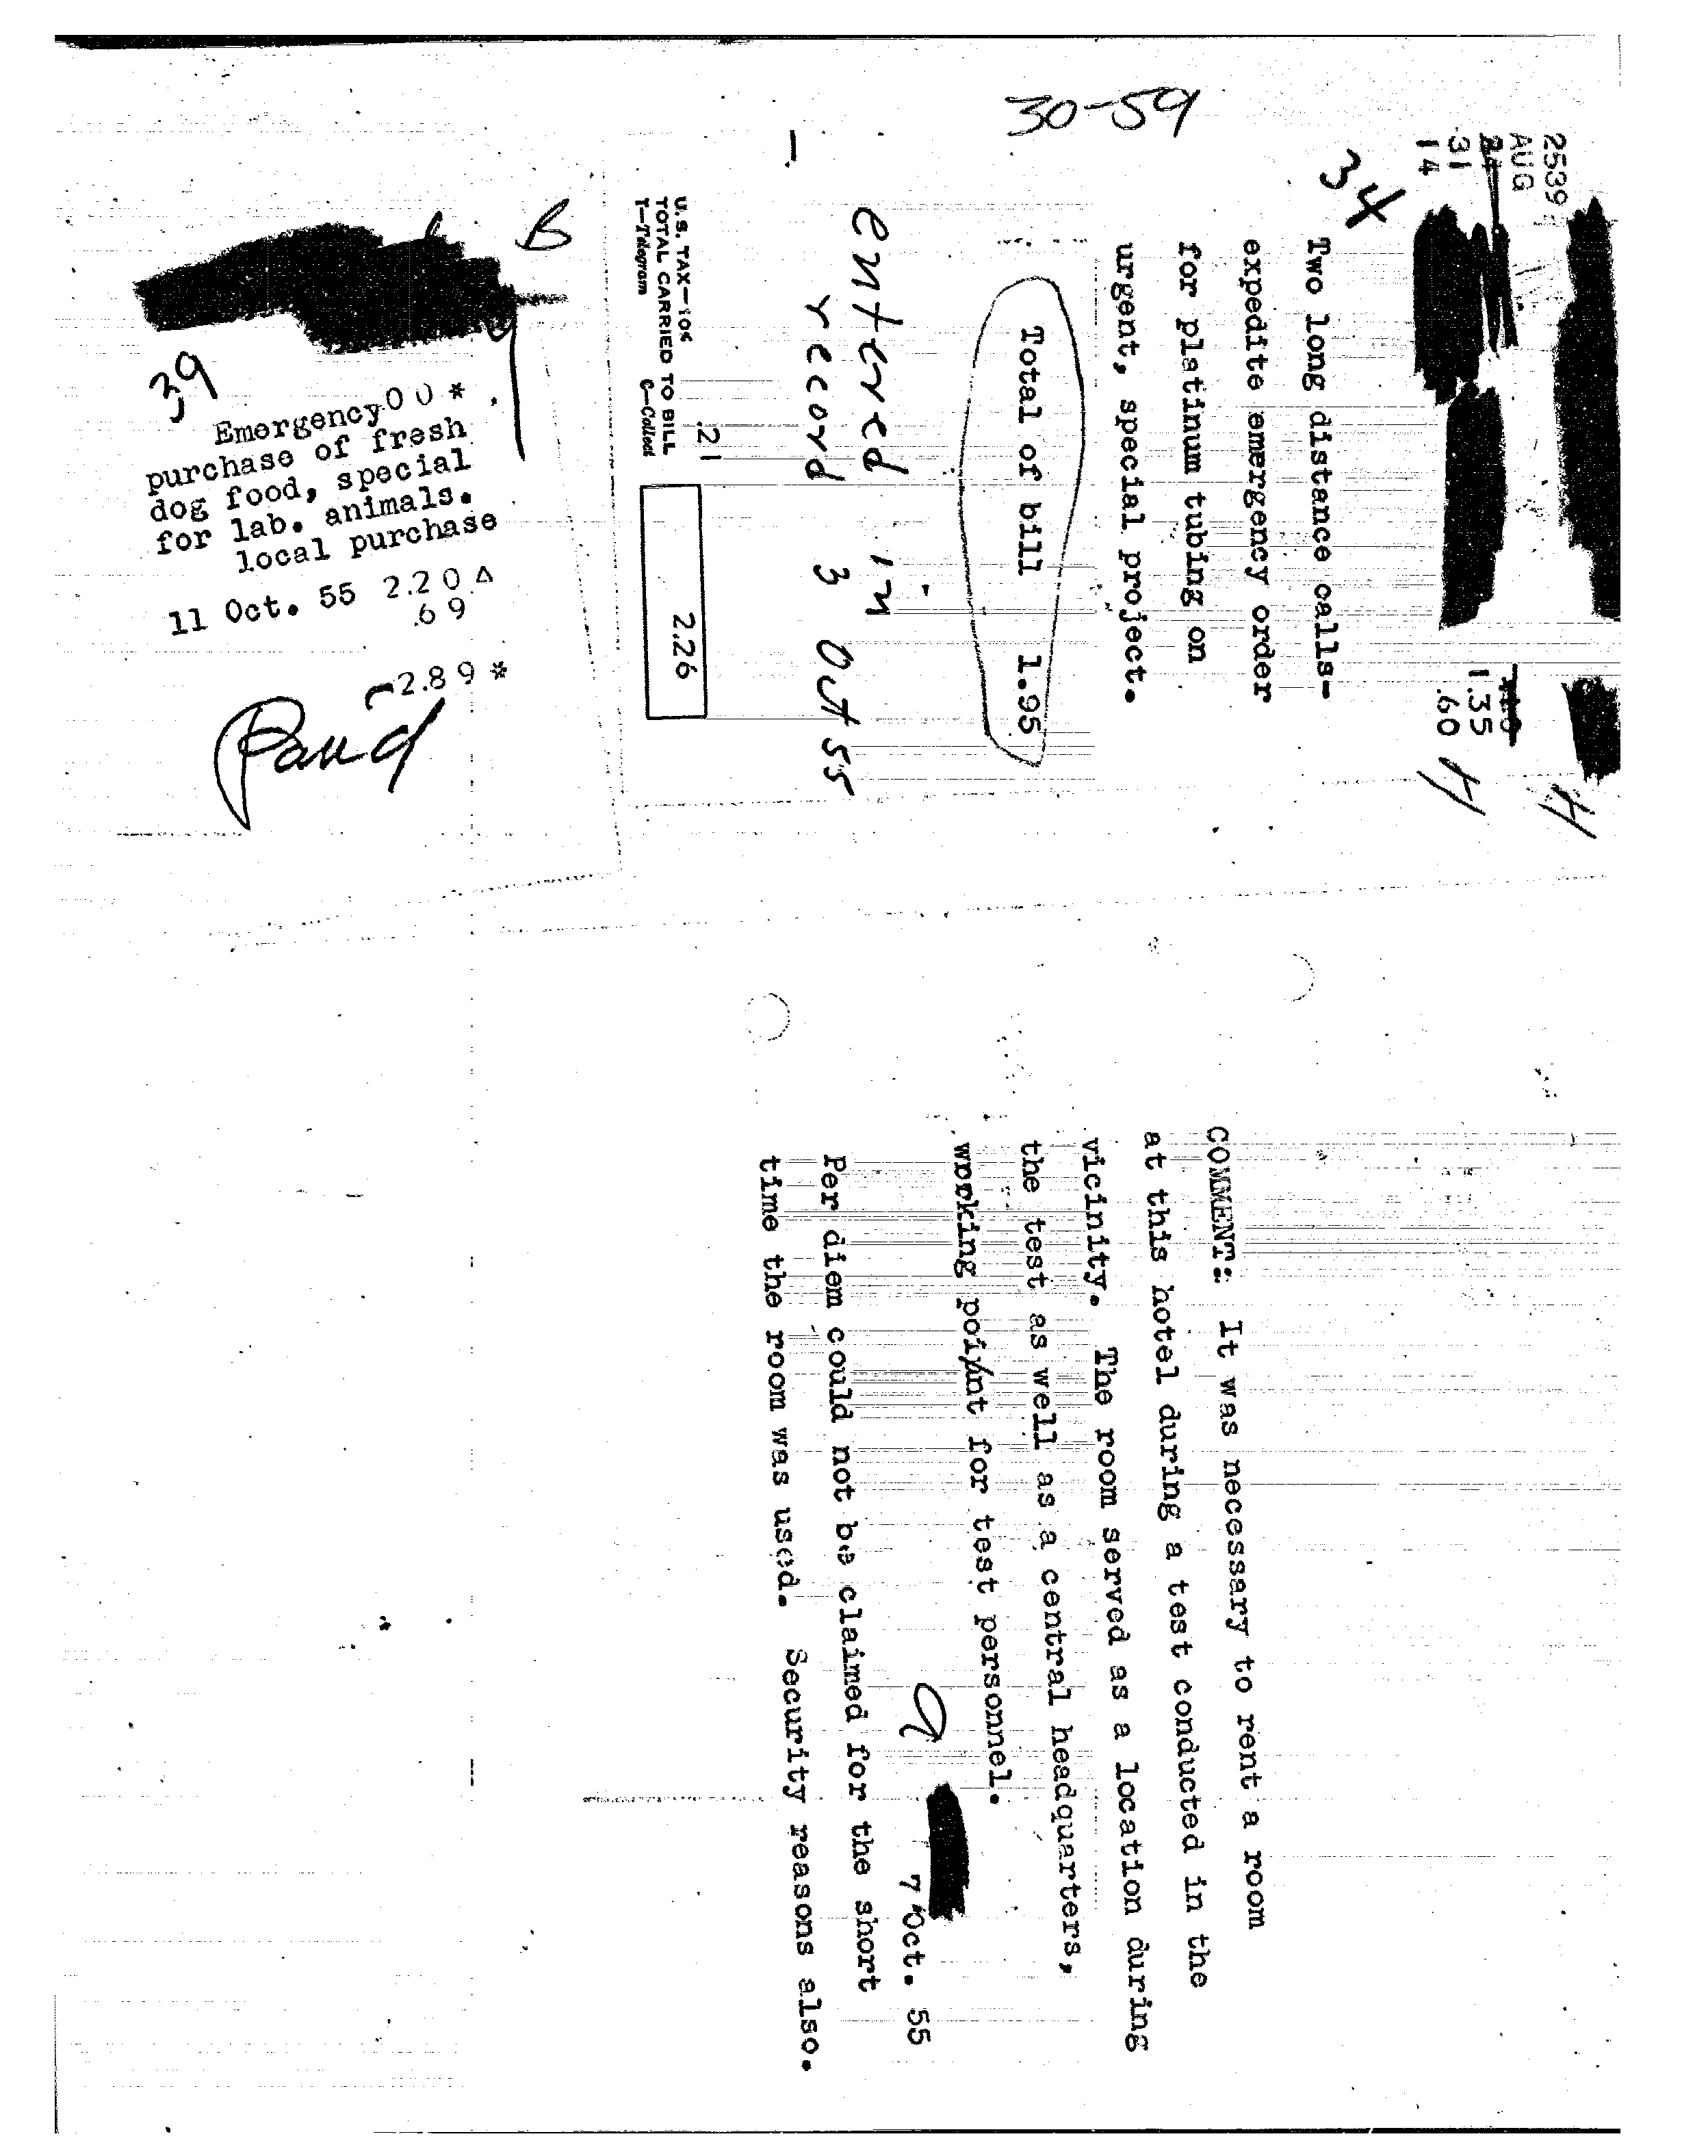 30-59
2539
AUG
24
31
14
1.35
.60
H
H
34
Two long distance calls-
expedite emergency order
for platinum tubing on
urgent, special project.
Total of bill 1.95
entered in
record 3 Oct 55
.21
U.S. TAX—10¢
TOTAL CARRIED TO BILL
T—Telegram C—Collect
2.26
B
39
00*
Emergency
purchase of fresh
dog food, special
for lab. animals.
local purchase
11 Oct. 55
2.20 △
.69
2.89 *
Paid
COMMENT: It was necessary to rent a room
at this hotel during a test conducted in the
vicinity. The room served as a location during
the test as well as a central headquarters,
working poiynt for test personnel.
7 Oct. 55
Per diem could not be claimed for the short
time the room was used. Security reasons also.